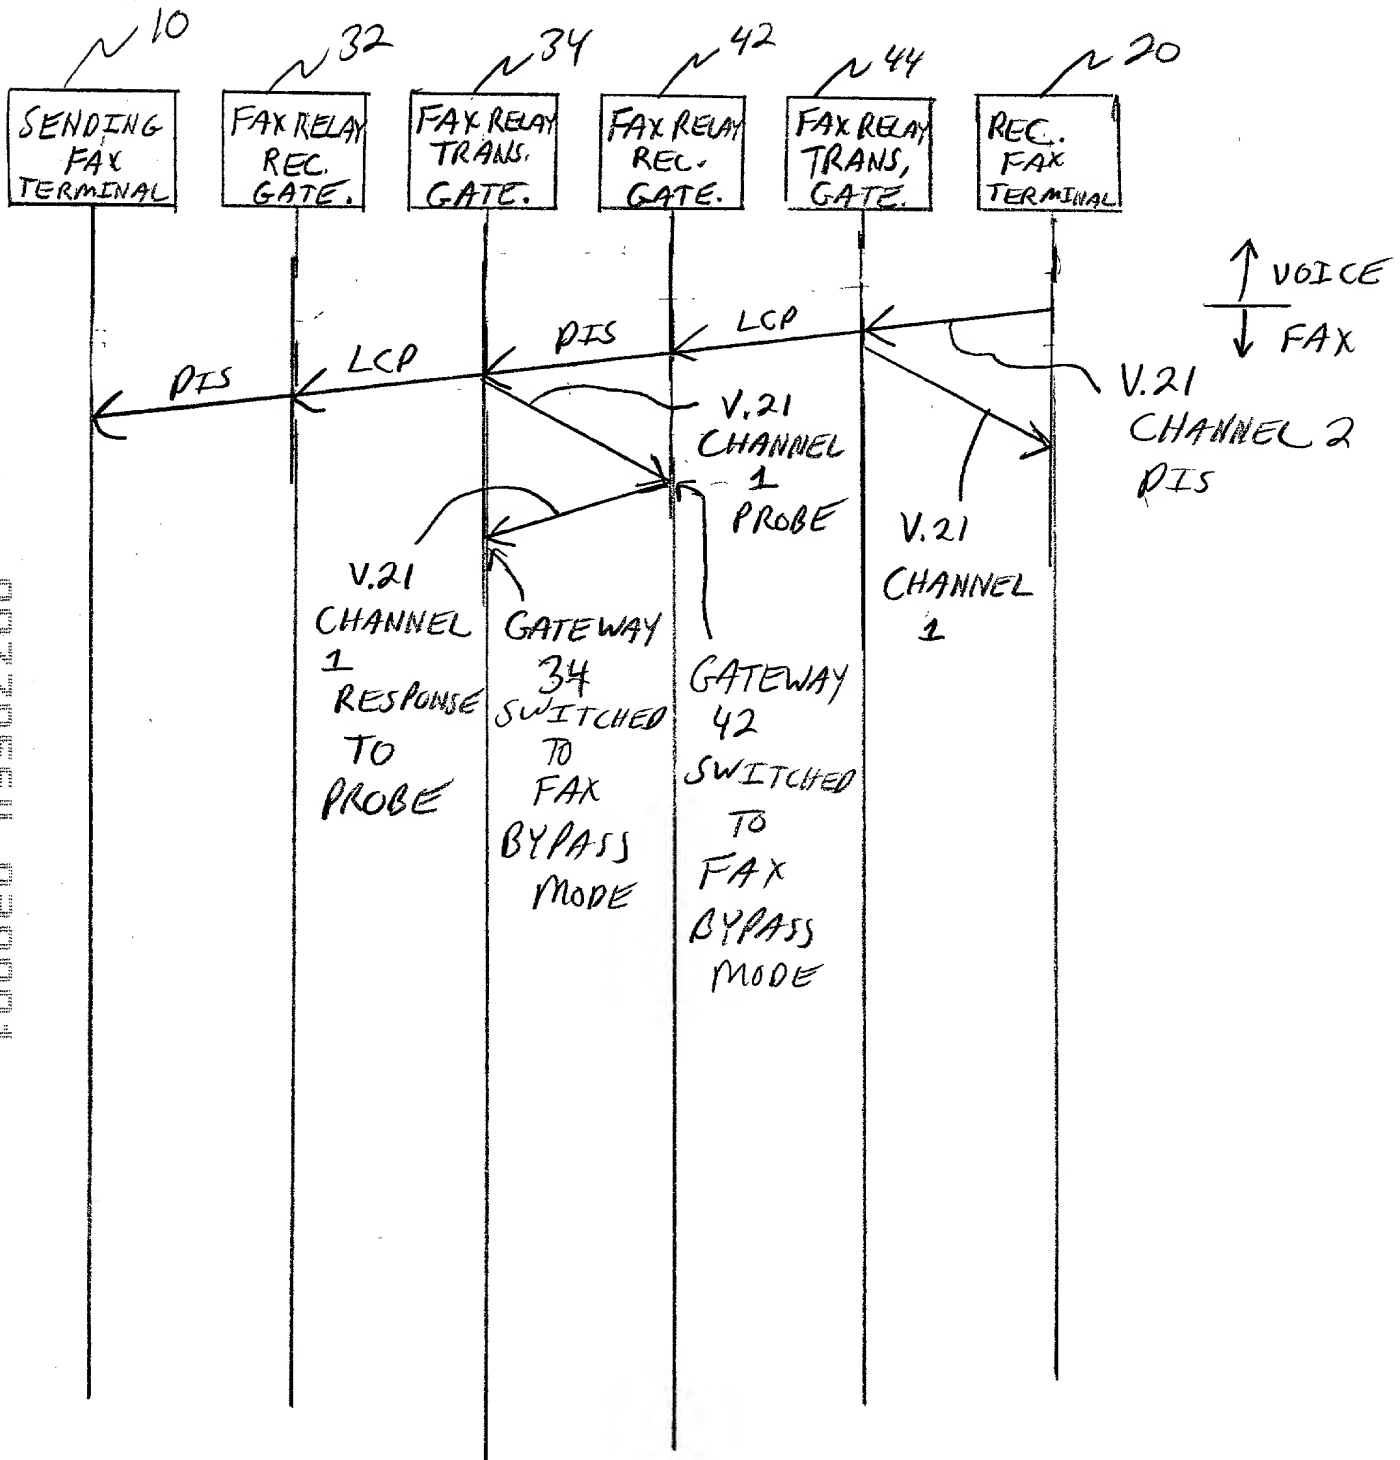 10
32
34
42
44
20
SENDING
FAX
TERMINAL
FAX RELAY
REC.
GATE.
FAX RELAY
TRANS.
GATE.
FAX RELAY
REC.
GATE.
FAX RELAY
TRANS,
GATE.
REC.
FAX
TERMINAL
VOICE
FAX
DIS
LCP
DIS
LCP
V.21
CHANNEL 2
DIS
V.21
CHANNEL
1
PROBE
V.21
CHANNEL
1
V.21
CHANNEL
1
RESPONSE
TO
PROBE
GATEWAY
34
SWITCHED
TO
FAX
BYPASS
MODE
GATEWAY
42
SWITCHED
TO
FAX
BYPASS
MODE